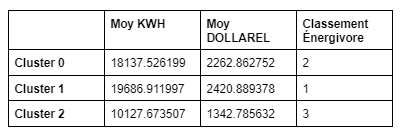 Moy KWH Moy Classement
DOLLAREL Énergivore
Cluster 0 18137.526199 2262.862752 2
Cluster 1 19686.911997 2420.889378 1
Cluster 2 10127.673507 1342.785632 3